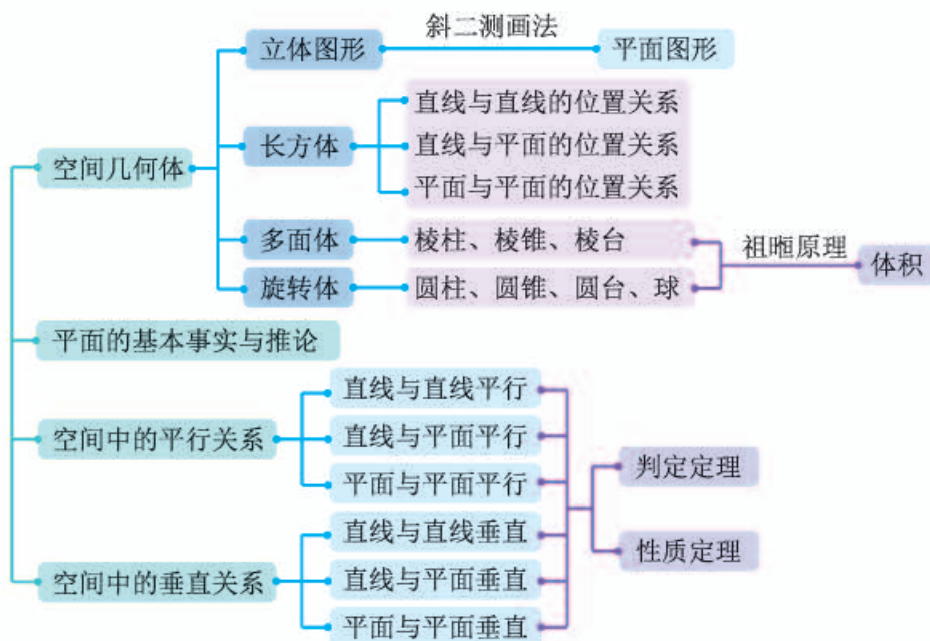 斜二测画法
立体图形
平面图形
直线与直线的位置关系
长方体
直线与平面的位置关系
空间几何体
平面与平面的位置关系
多面体
棱柱、棱锥、棱台
祖暅原理
体积
旋转体
圆柱、圆锥、圆台、球
平面的基本事实与推论
直线与直线平行
空间中的平行关系
直线与平面平行
平面与平面平行
判定定理
直线与直线垂直
性质定理
空间中的垂直关系
直线与平面垂直
平面与平面垂直